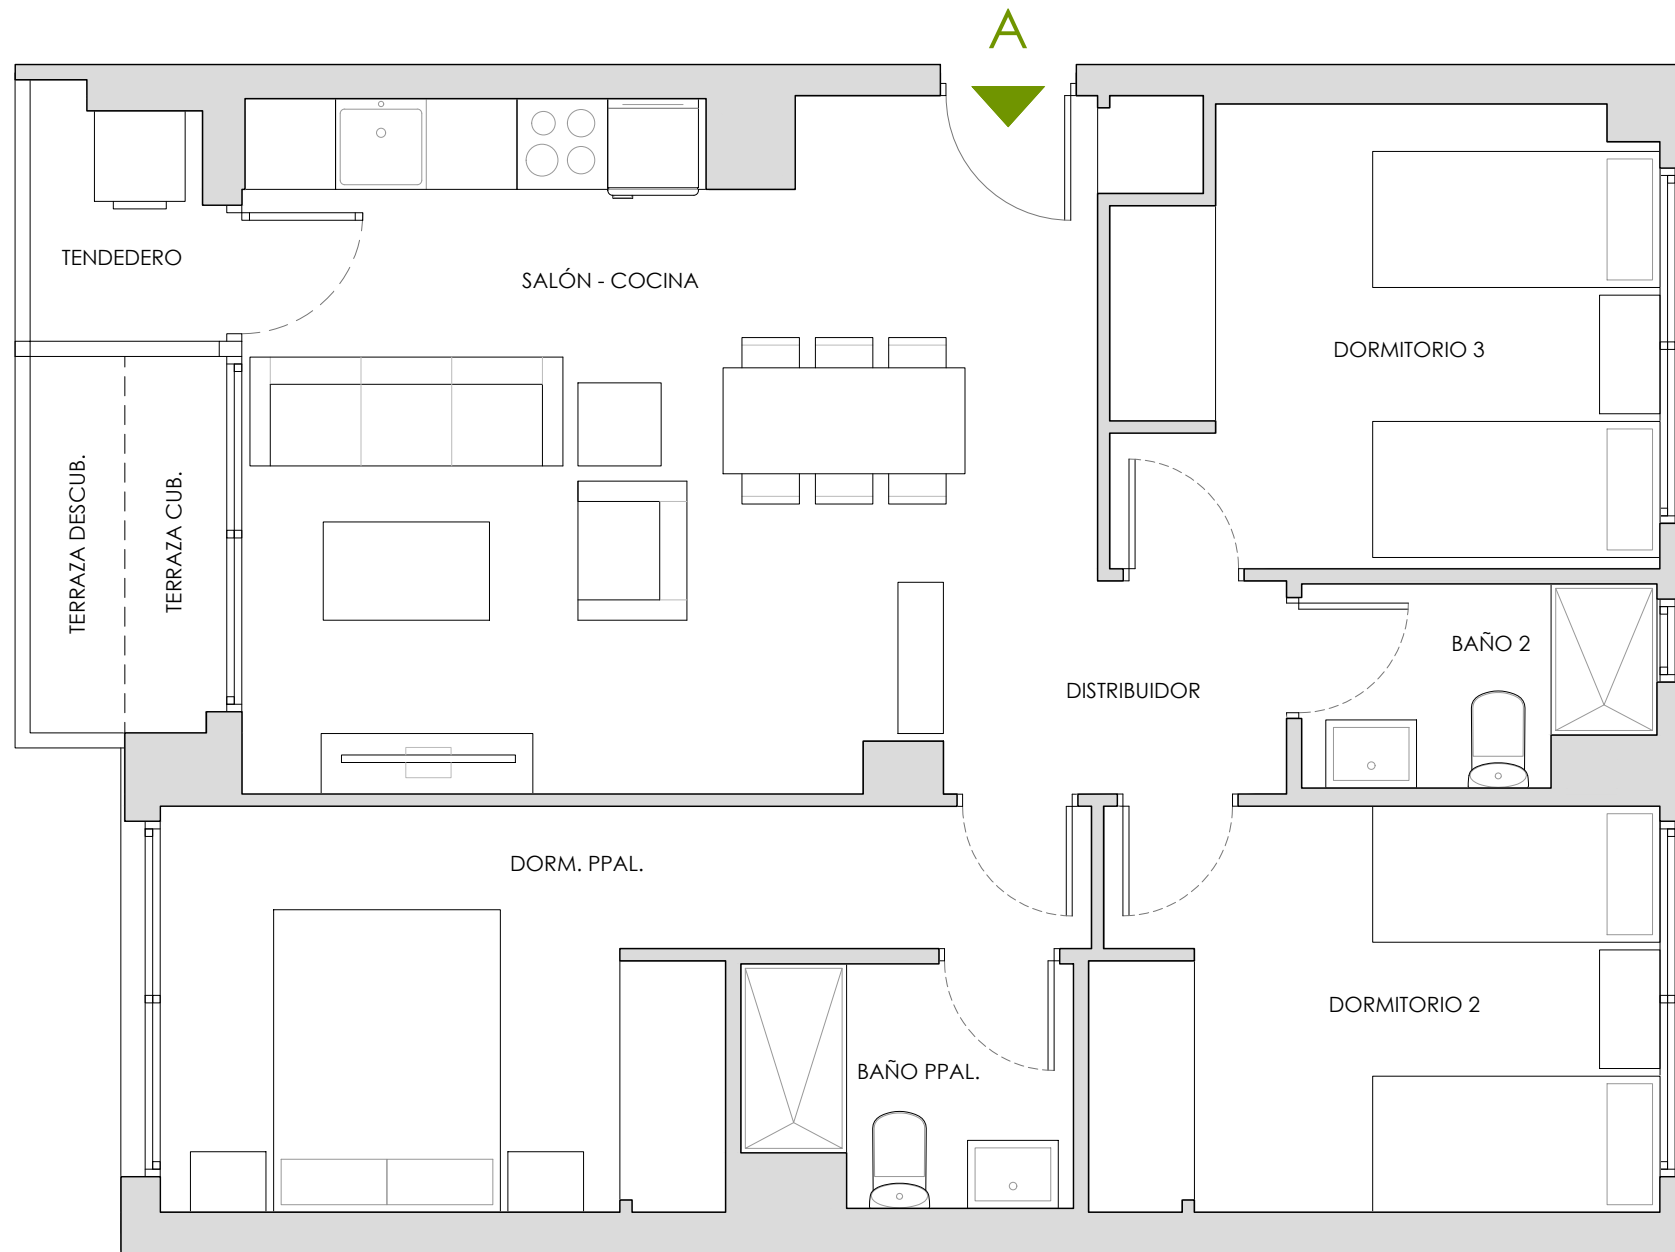 A
TENDEDERO
SALÓN - COCINA
DORMITORIO 3
TERRAZA DESCUB.
TERRAZA CUB.
BAÑO 2
DISTRIBUIDOR
DORM. PPAL.
DORMITORIO 2
BAÑO PPAL.